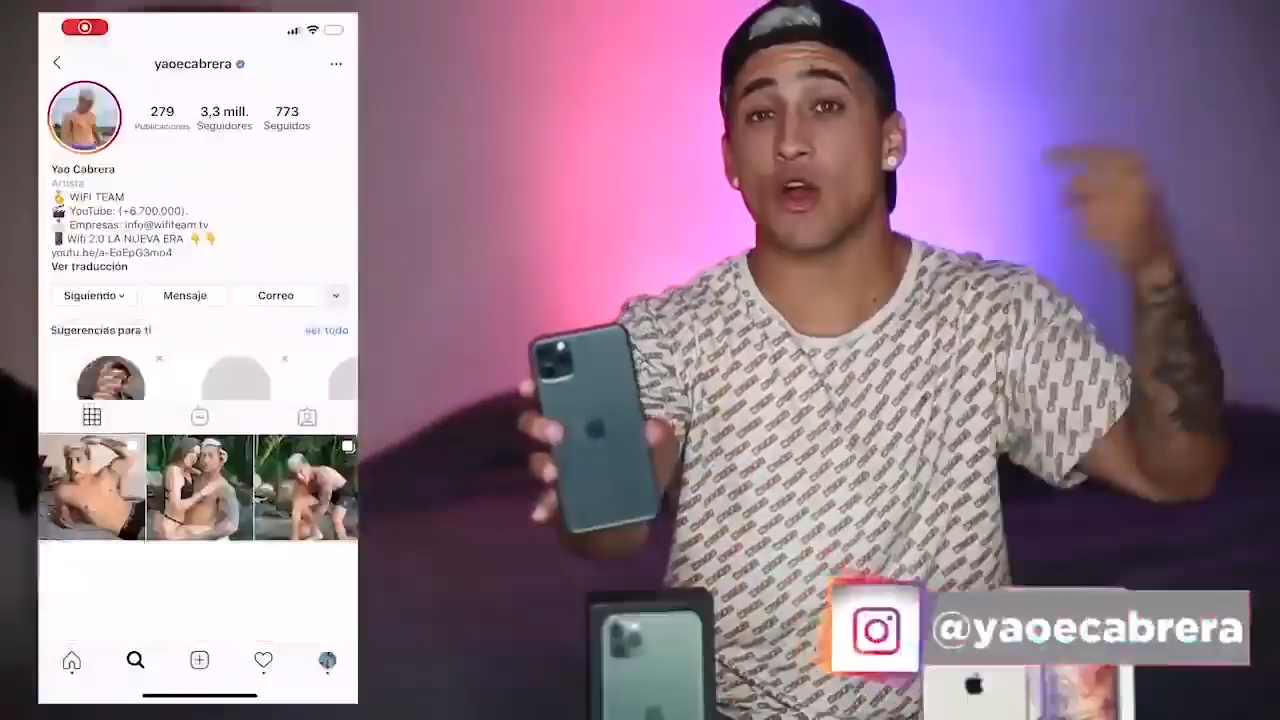 yaoecabrera
279
3,3 mill.
773
Publicaciones
Seguidores
Seguidos
Yao Cabrera
Artista
WIFI TEAM
YouTube: (+6.700.000).
Empresas: info@wifiteam.tv
Wifi 2.0 LA NUEVA ERA
youtu.be/a-EoEpG3mo4
Ver traducción
Siguiendo
Mensaje
Correo
Sugerencias para ti
Ver todo
@yaoecabrera